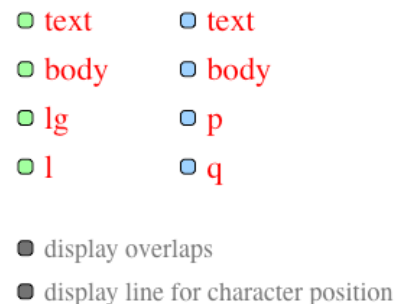 text text
body body
lg p
l q
display overlaps
display line for character position